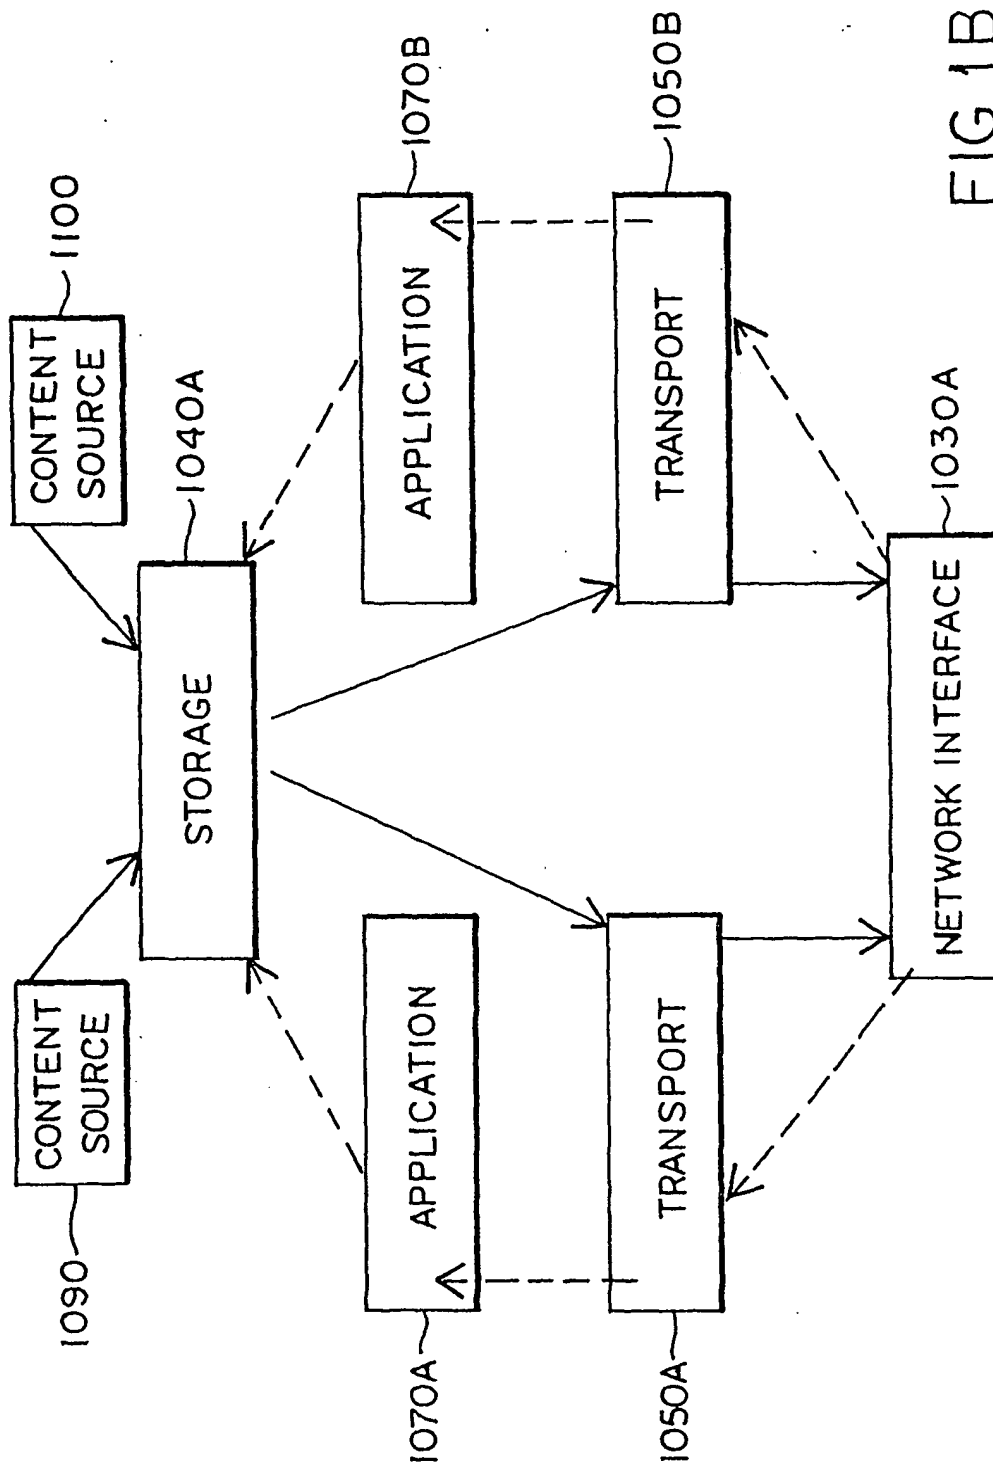 1090
CONTENT
SOURCE
CONTENT
SOURCE
1100
STORAGE
1040A
1070A
APPLICATION
APPLICATION
1070B
1050A
TRANSPORT
TRANSPORT
1050B
NETWORK INTERFACE
1030A
FIG 1B